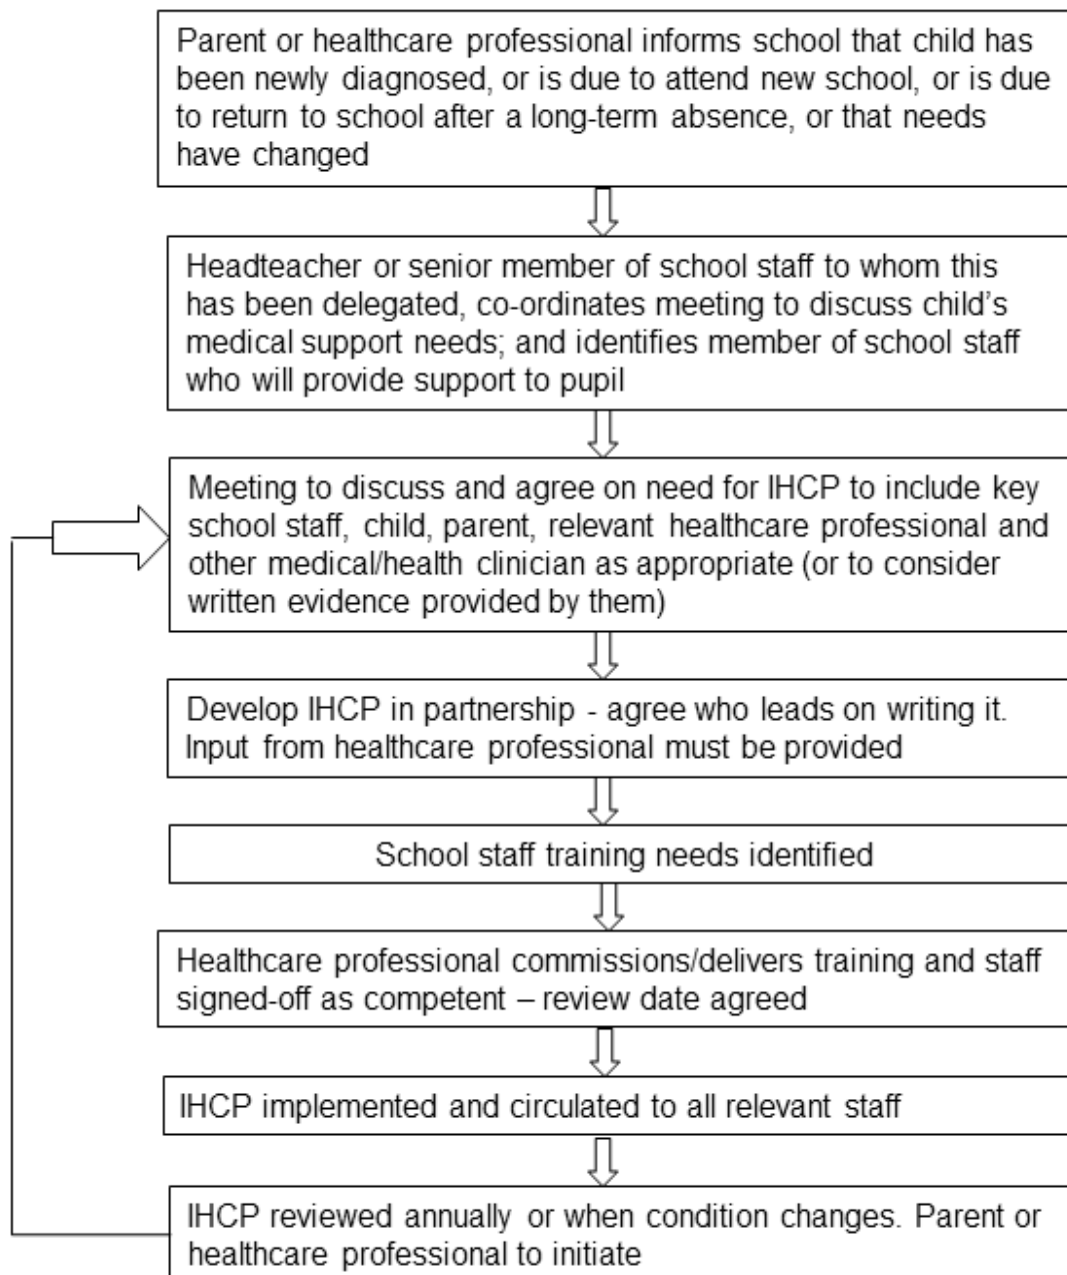 Parent or healthcare professional informs school that child has
been newly diagnosed, or is due to attend new school, or is due
to return to school after a long-term absence, or that needs
have changed
Headteacher or senior member of school staff to whom this
has been delegated, co-ordinates meeting to discuss child’s
medical support needs; and identifies member of school staff
who will provide support to pupil
Meeting to discuss and agree on need for IHCP to include key
school staff, child, parent, relevant healthcare professional and
other medical/health clinician as appropriate (or to consider
written evidence provided by them)
Develop IHCP in partnership - agree who leads on writing it.
Input from healthcare professional must be provided
School staff training needs identified
Healthcare professional commissions/delivers training and staff
signed-off as competent – review date agreed
IHCP implemented and circulated to all relevant staff
IHCP reviewed annually or when condition changes. Parent or
healthcare professional to initiate